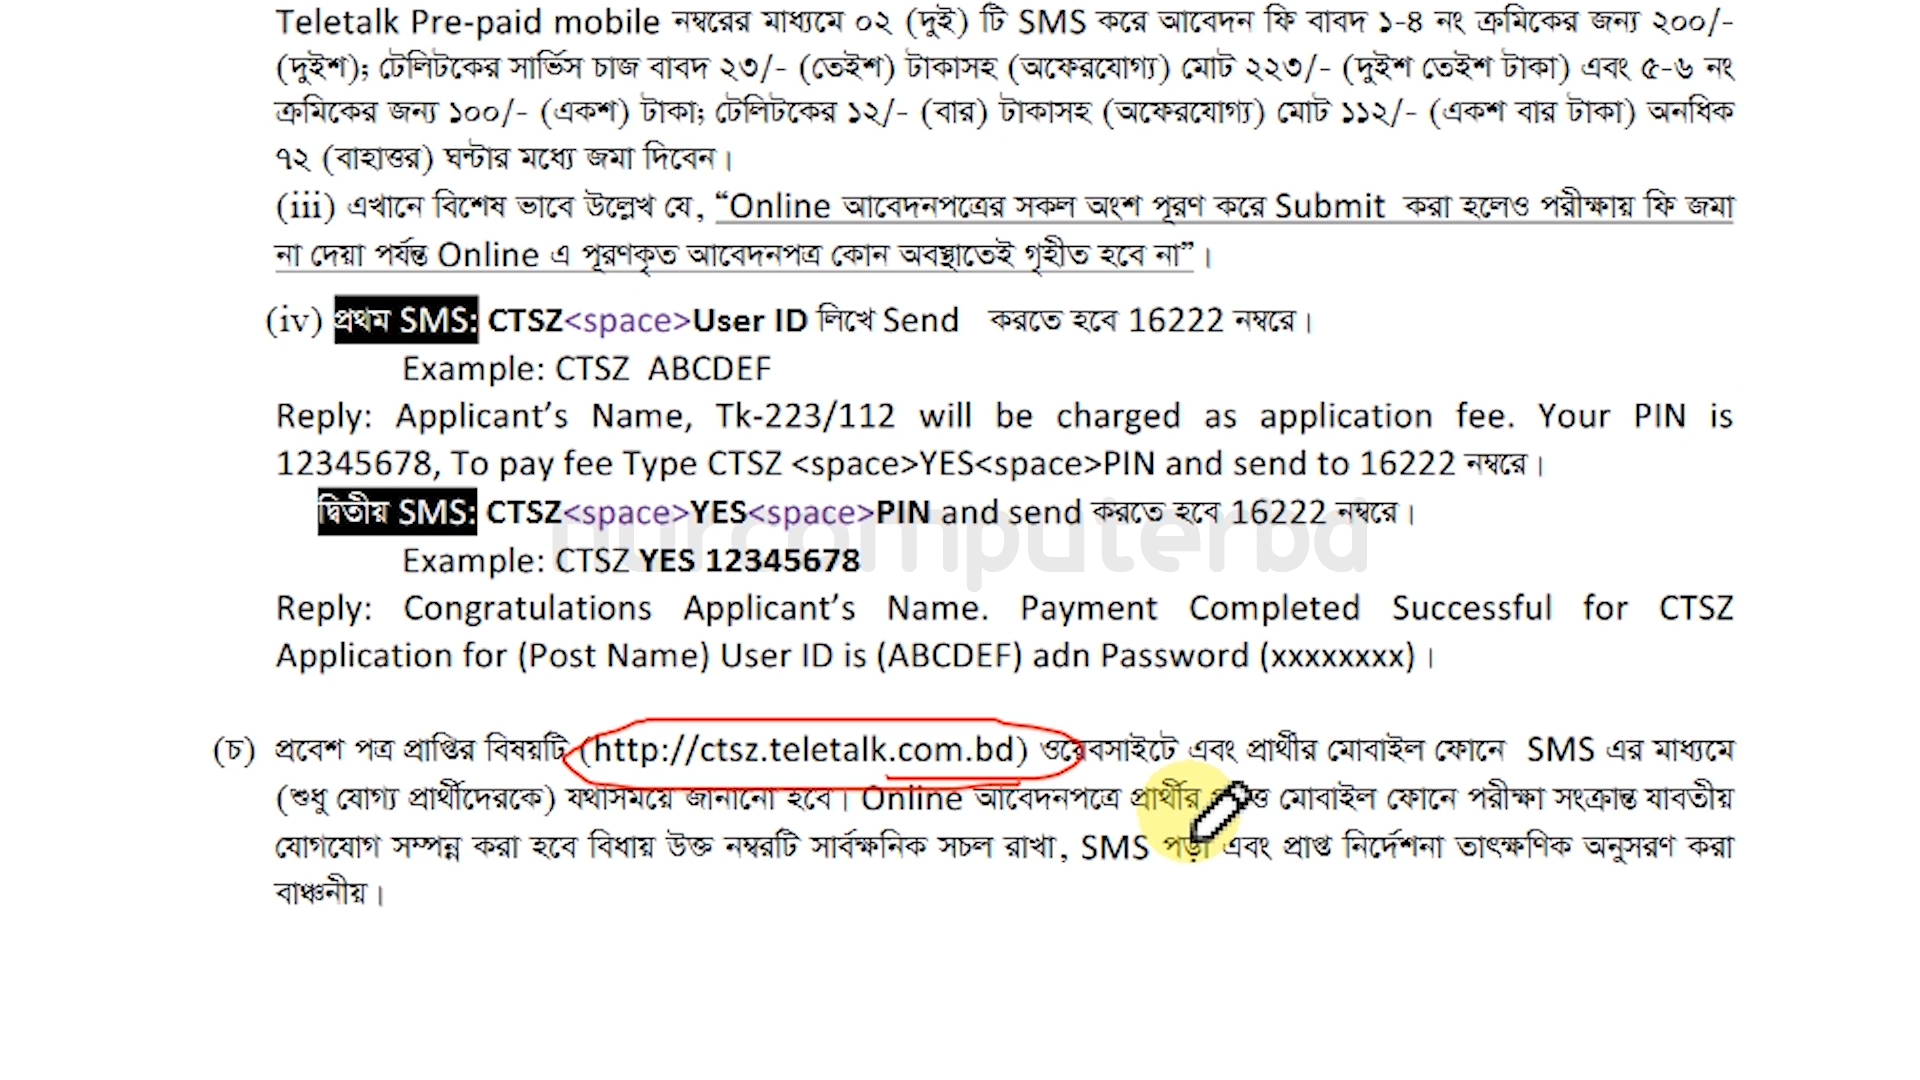 Teletalk Pre-paid mobile নম্বরের মাধ্যমে ০২ (দুই) টি SMS করে আবেদন ফি বাবদ ১-৪ নং ক্রমিকের জন্য ২০০/-
(দুইশ); টেলিটকের সার্ভিস চাজ বাবদ ২৩/- (তেইশ) টাকাসহ (অফেরযোগ্য) মোট ২২৩/- (দুইশ তেইশ টাকা) এবং ৫-৬ নং
ক্রমিকের জন্য ১০০/- (একশ) টাকা; টেলিটকের ১২/- (বার) টাকাসহ (অফেরযোগ্য) মোট ১১২/- (একশ বার টাকা) অনধিক
৭২ (বাহাত্তর) ঘন্টার মধ্যে জমা দিবেন।
(iii) এখানে বিশেষ ভাবে উল্লেখ যে, “Online আবেদনপত্রের সকল অংশ পূরণ করে Submit করা হলেও পরীক্ষায় ফি জমা
না দেয়া পর্যন্ত Online এ পূরণকৃত আবেদনপত্র কোন অবস্থাতেই গৃহীত হবে না”।
(iv) প্রথম SMS: CTSZ<space>User ID লিখে Send করতে হবে 16222 নম্বরে।
Example: CTSZ ABCDEF
Reply: Applicant’s Name, Tk-223/112 will be charged as application fee. Your PIN is
12345678, To pay fee Type CTSZ <space>YES<space>PIN and send to 16222 নম্বরে।
দ্বিতীয় SMS: CTSZ<space>YES<space>PIN and send করতে হবে 16222 নম্বরে।
nurcomputerbd
Example: CTSZ YES 12345678
Reply: Congratulations Applicant’s Name. Payment Completed Successful for CTSZ
Application for (Post Name) User ID is (ABCDEF) adn Password (xxxxxxxx)।
(চ) প্রবেশ পত্র প্রাপ্তির বিষয়টি (http://ctsz.teletalk.com.bd) ওয়েবসাইটে এবং প্রার্থীর মোবাইল ফোনে SMS এর মাধ্যমে
(শুধু যোগ্য প্রার্থীদেরকে) যথাসময়ে জানানো হবে। Online আবেদনপত্রে প্রার্থীর মোবাইল ফোনে পরীক্ষা সংক্রান্ত যাবতীয়
যোগযোগ সম্পন্ন করা হবে বিধায় উক্ত নম্বরটি সার্বক্ষনিক সচল রাখা, SMS পড়া এবং প্রাপ্ত নির্দেশনা তাৎক্ষণিক অনুসরণ করা
বাঞ্চনীয়।